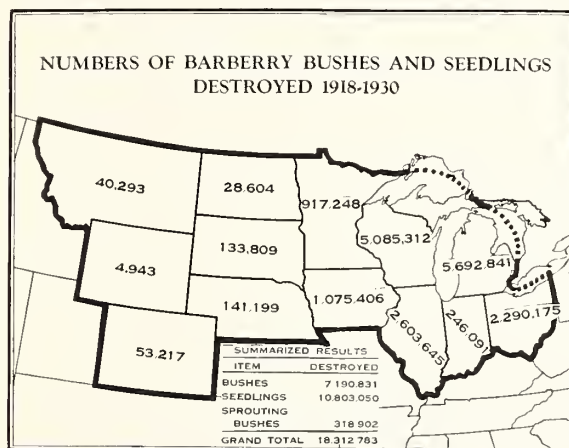 NUMBERS OF BARBERRY BUSHES AND SEEDLINGS
DESTROYED 1918-1930
40,293
28,604
917,248
5,085,312
5,692,841
133,809
4,943
141,199
1,075,406
2,603,645
246,091
2,290,175
53,217
SUMMARIZED RESULTS
ITEM DESTROYED
BUSHES 7 190.831
SEEDLINGS 10.803.050
SPROUTING
BUSHES 318 902
GRAND TOTAL 18.312 783